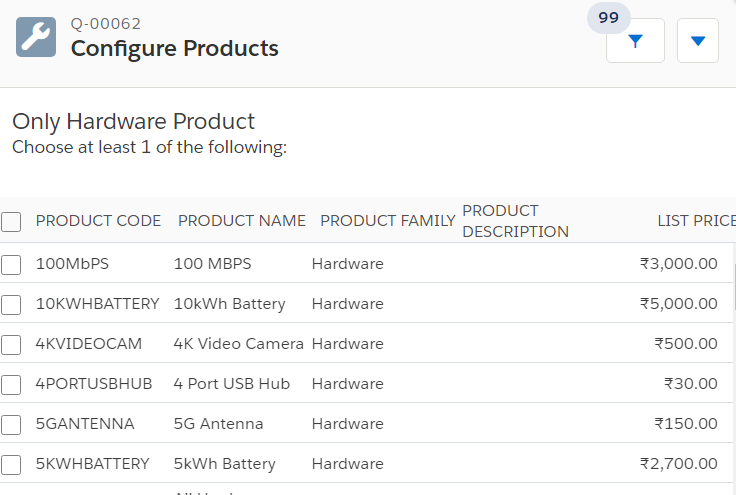 Q-00062
Configure Products
99
Only Hardware Product
Choose at least 1 of the following:
PRODUCT CODE PRODUCT NAME PRODUCT FAMILY PRODUCT DESCRIPTION LIST PRICE
100MbPS 100 MBPS Hardware ₹3,000.00
10KWHBATTERY 10kWh Battery Hardware ₹5,000.00
4KVIDEOCAM 4K Video Camera Hardware ₹500.00
4PORTUSBHUB 4 Port USB Hub Hardware ₹30.00
5GANTENNA 5G Antenna Hardware ₹150.00
5KWHBATTERY 5kWh Battery Hardware ₹2,700.00